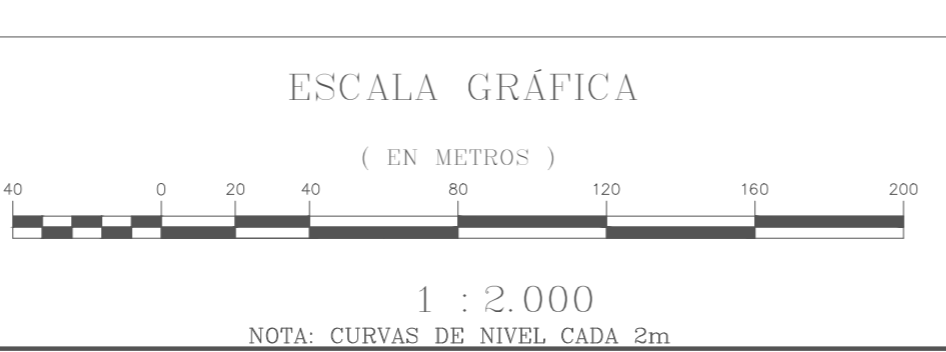 ESCALA GRÁFICA
( EN METROS )
40 0 20 40 80 120 160 200
1 : 2.000
NOTA: CURVAS DE NIVEL CADA 2m